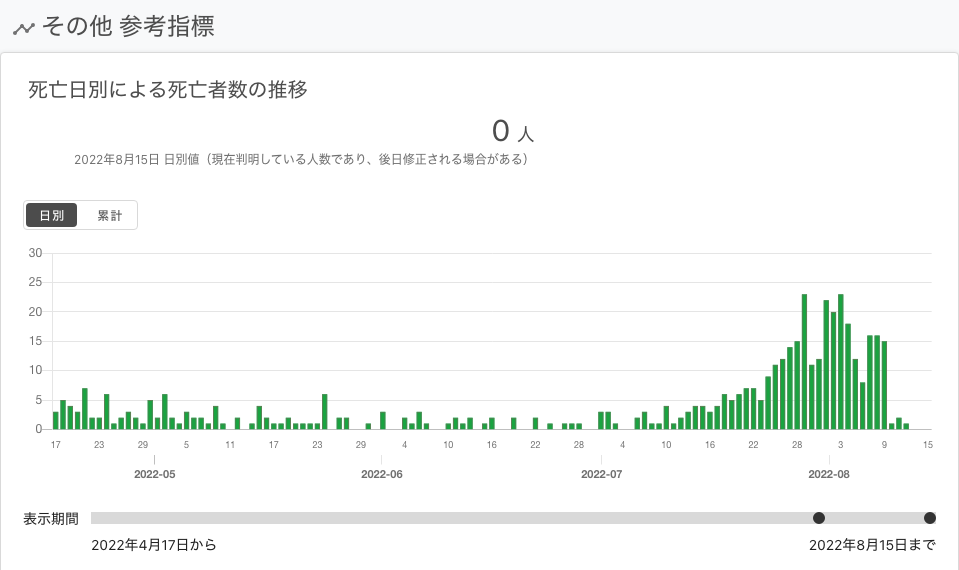 その他 参考指標
死亡日別による死亡者数の推移
0 人
2022年8月15日 日別値（現在判明している人数であり、後日修正される場合がある）
日別 累計
30
25
20
15
10
5
0
17 23 29 5 11 17 23 29 4 10 16 22 28 4 10 16 22 28 3 9 15
2022-05 2022-06 2022-07 2022-08
表示期間
2022年4月17日から 2022年8月15日まで